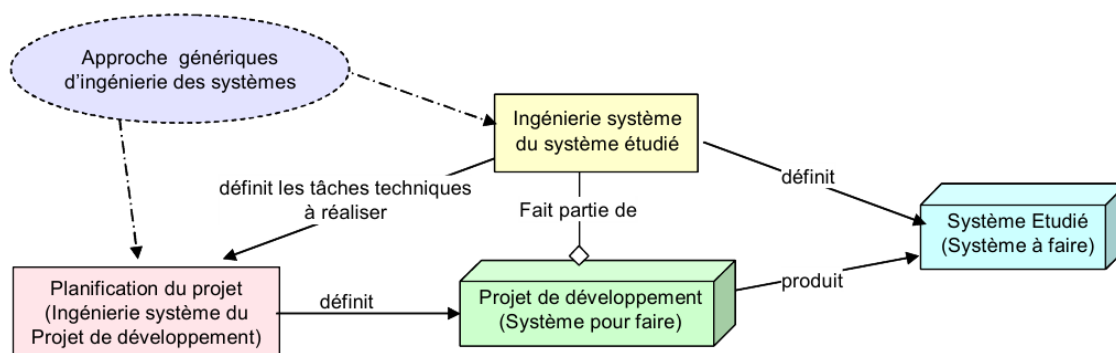 Approche génériques
d'ingénierie des systèmes
Ingénierie système
du système étudié
définit les tâches techniques
à réaliser
définit
Fait partie de
Système Etudié
(Système à faire)
Planification du projet
(Ingénierie système du
Projet de développement)
définit
Projet de développement
(Système pour faire)
produit